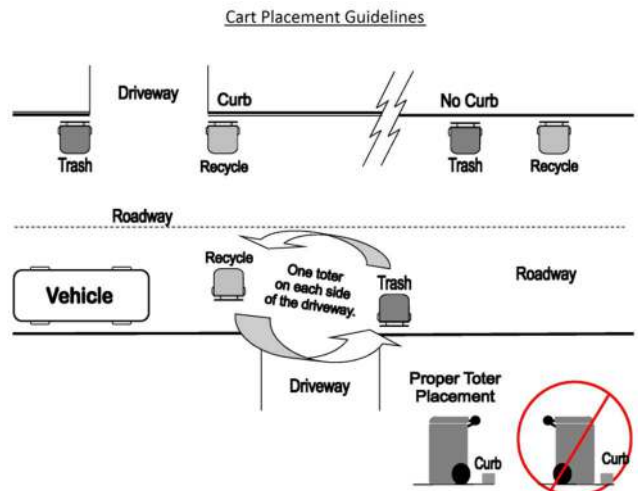 Cart Placement Guidelines
Driveway
Curb
No Curb
Trash
Recycle
Trash
Recycle
Roadway
Recycle
One toter
on each side
of the driveway.
Trash
Roadway
Vehicle
Driveway
Proper Toter
Placement
Curb
Curb